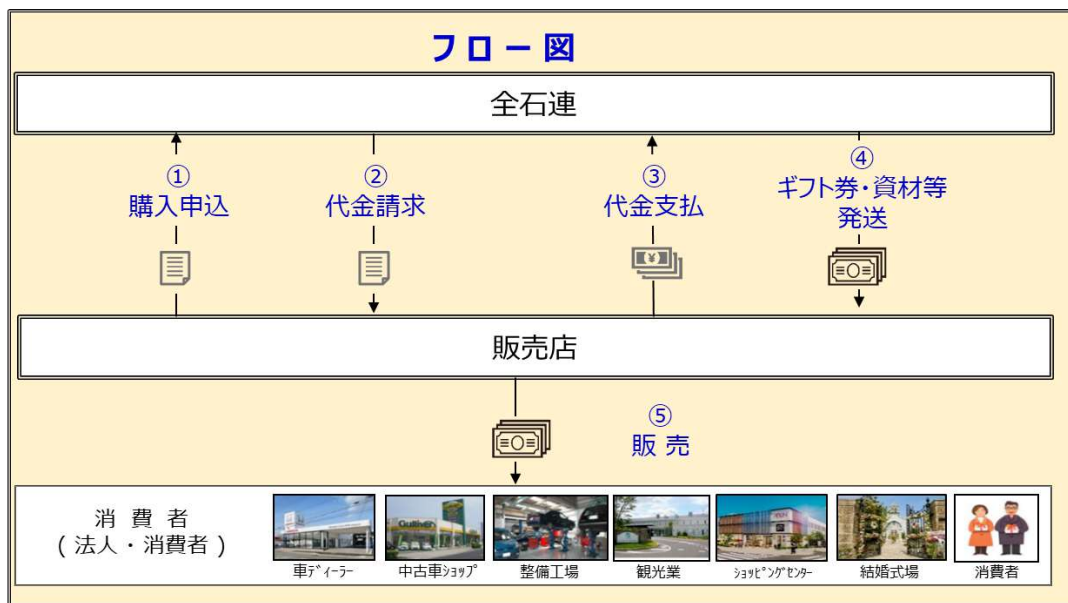 フロー図
全石連
①
購入申込
②
代金請求
③
代金支払
④
ギフト券・資材等
発送
販売店
⑤
販 売
消 費 者
( 法人・消費者 )
Gulliver
車ﾃﾞｨｰﾗｰ
中古車ｼｮｯﾌﾟ
整備工場
観光業
ｼｮｯﾋﾟﾝｸﾞｾﾝﾀｰ
結婚式場
消費者